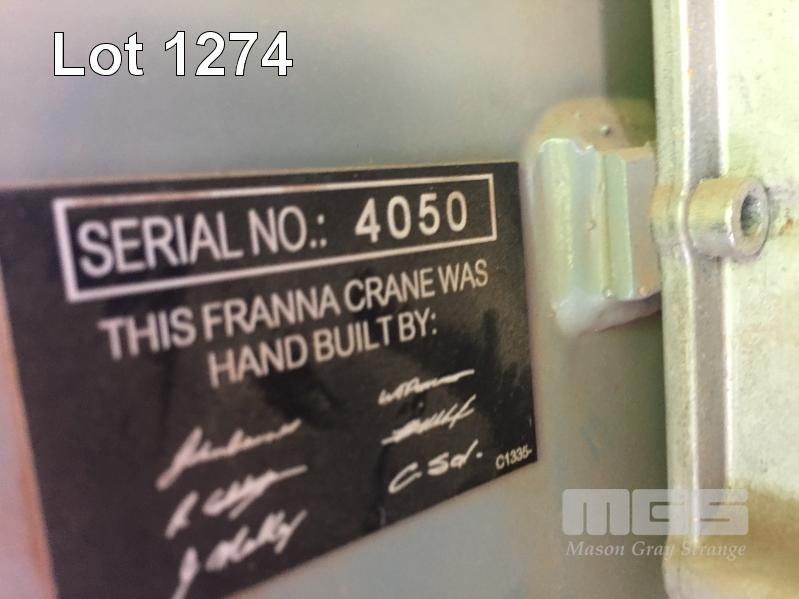 Lot 1274
SERIAL NO.: 4050
THIS FRANNA CRANE WAS
HAND BUILT BY:
C1335-
MGS
Mason Gray Strange